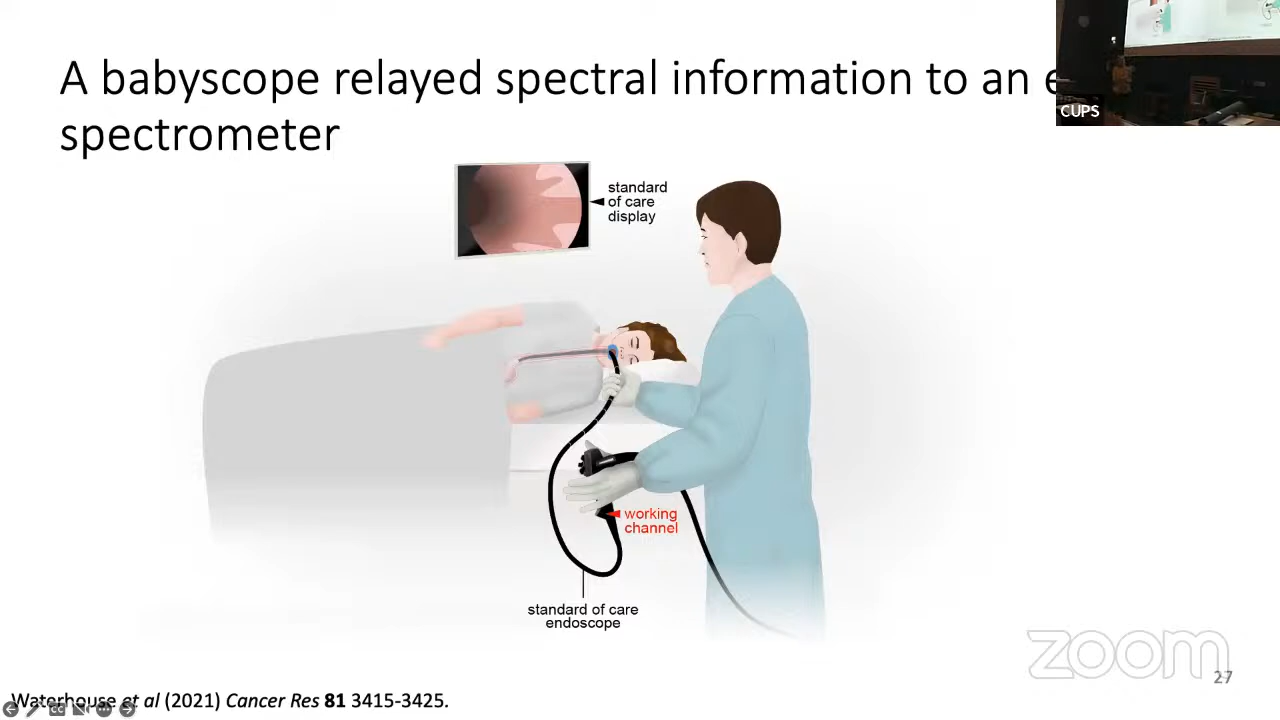 A babyscope relayed spectral information to an
spectrometer
CUPS
standard
of care
display
working
channel
standard of care
endoscope
zoom
27
Waterhouse et al (2021) Cancer Res 81 3415-3425.
CC